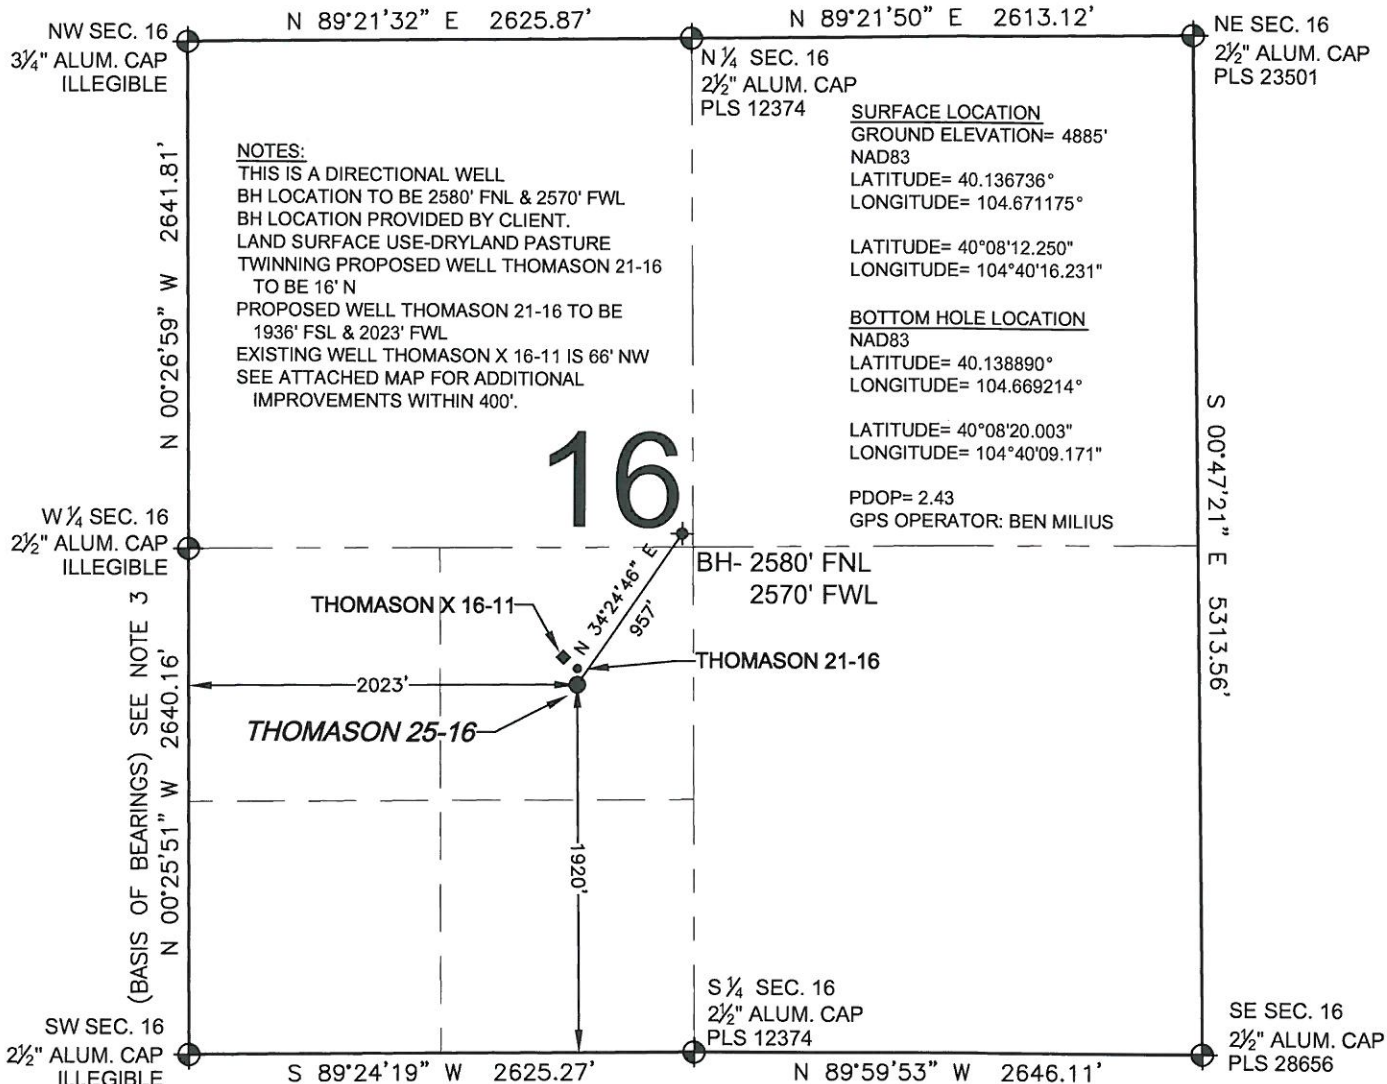 N 89°21'32" E 2625.87'
N 89°21'50" E 2613.12'
NW SEC. 16
3¼" ALUM. CAP
ILLEGIBLE
N ¼ SEC. 16
2½" ALUM. CAP
PLS 12374
NE SEC. 16
2½" ALUM. CAP
PLS 23501
NOTES:
THIS IS A DIRECTIONAL WELL
BH LOCATION TO BE 2580' FNL & 2570' FWL
BH LOCATION PROVIDED BY CLIENT.
LAND SURFACE USE-DRYLAND PASTURE
TWINNING PROPOSED WELL THOMASON 21-16
TO BE 16' N
PROPOSED WELL THOMASON 21-16 TO BE
1936' FSL & 2023' FWL
EXISTING WELL THOMASON X 16-11 IS 66' NW
SEE ATTACHED MAP FOR ADDITIONAL
IMPROVEMENTS WITHIN 400'.
SURFACE LOCATION
GROUND ELEVATION= 4885'
NAD83
LATITUDE= 40.136736°
LONGITUDE= 104.671175°
LATITUDE= 40°08'12.250"
LONGITUDE= 104°40'16.231"
BOTTOM HOLE LOCATION
NAD83
LATITUDE= 40.138890°
LONGITUDE= 104.669214°
LATITUDE= 40°08'20.003"
LONGITUDE= 104°40'09.171"
PDOP= 2.43
GPS OPERATOR: BEN MILIUS
N 00°26'59" W 2641.81'
S 00°47'21" E 5313.56'
16
W ¼ SEC. 16
2½" ALUM. CAP
ILLEGIBLE
BH- 2580' FNL
2570' FWL
N 34°24'46" E
957'
THOMASON X 16-11
THOMASON 21-16
2023'
THOMASON 25-16
1920'
(BASIS OF BEARINGS) SEE NOTE 3
N 00°25'51" W 2640.16'
SW SEC. 16
2½" ALUM. CAP
ILLEGIBLE
S ¼ SEC. 16
2½" ALUM. CAP
PLS 12374
SE SEC. 16
2½" ALUM. CAP
PLS 28656
S 89°24'19" W 2625.27'
N 89°59'53" W 2646.11'